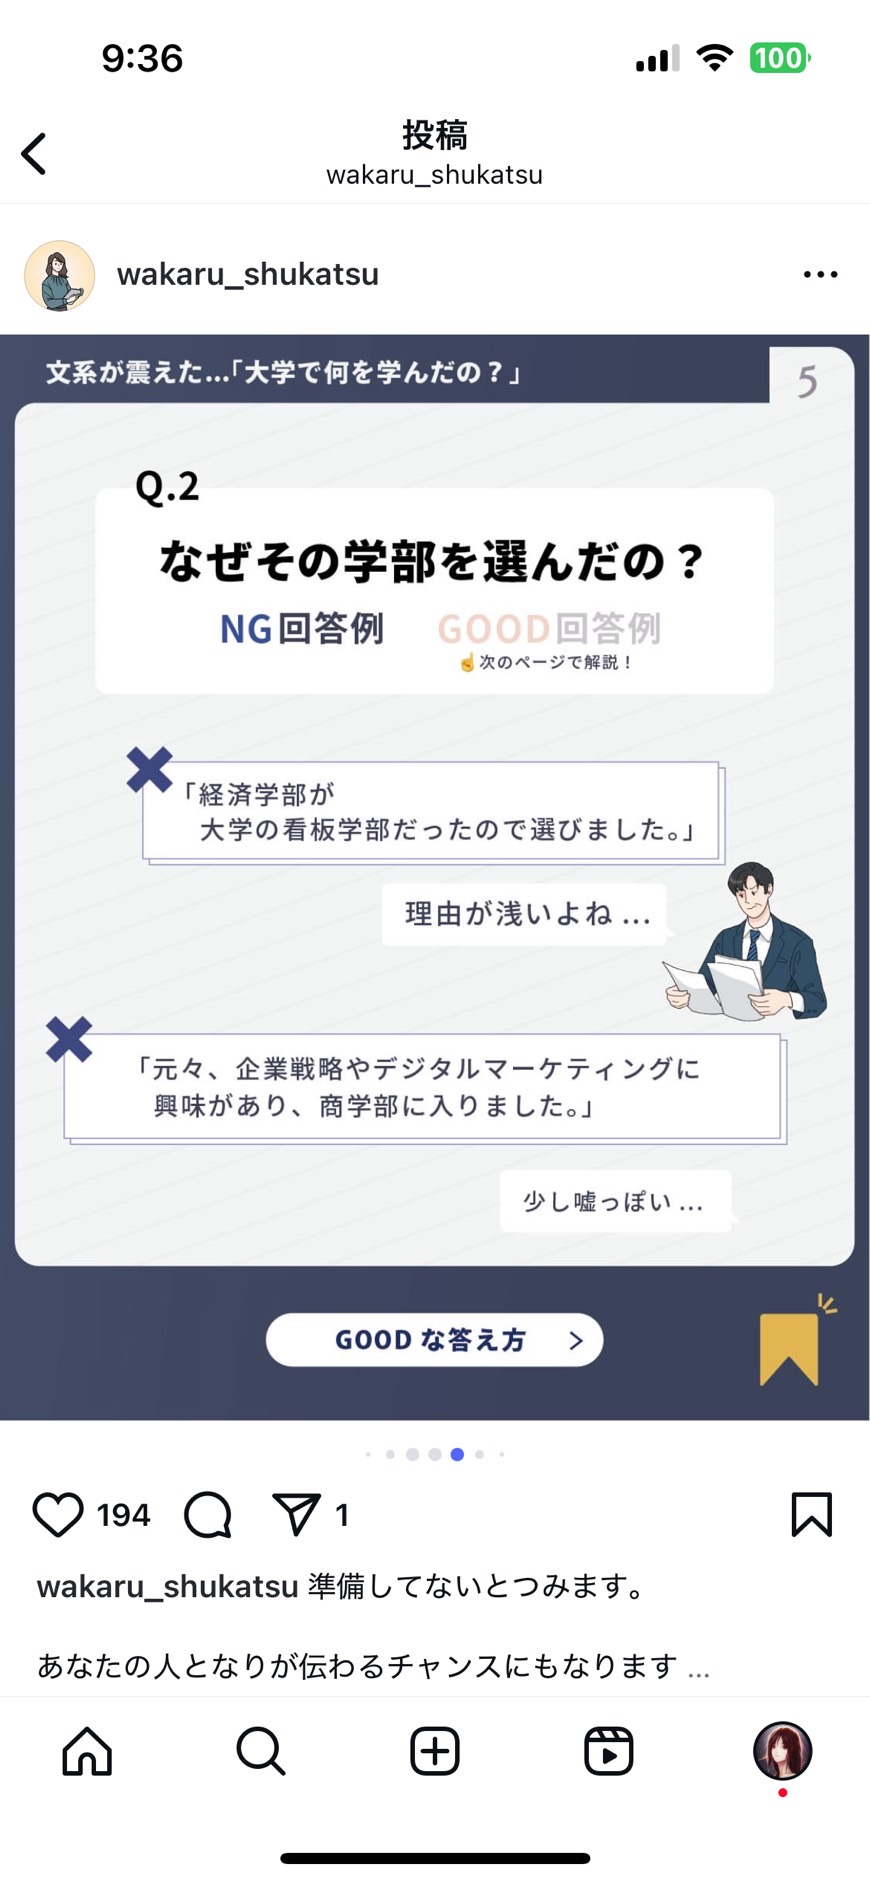 9:36
100
投稿
wakaru_shukatsu
wakaru_shukatsu
文系が震えた...「大学で何を学んだの？」
5
Q.2
なぜその学部を選んだの？
NG回答例 GOOD回答例
☝次のページで解説！
「経済学部が
大学の看板学部だったので選びました。」
理由が浅いよね...
「元々、企業戦略やデジタルマーケティングに
興味があり、商学部に入りました。」
少し嘘っぽい...
GOODな答え方 >
194 1
wakaru_shukatsu 準備してないとつみます。
あなたの人となりが伝わるチャンスにもなります ...